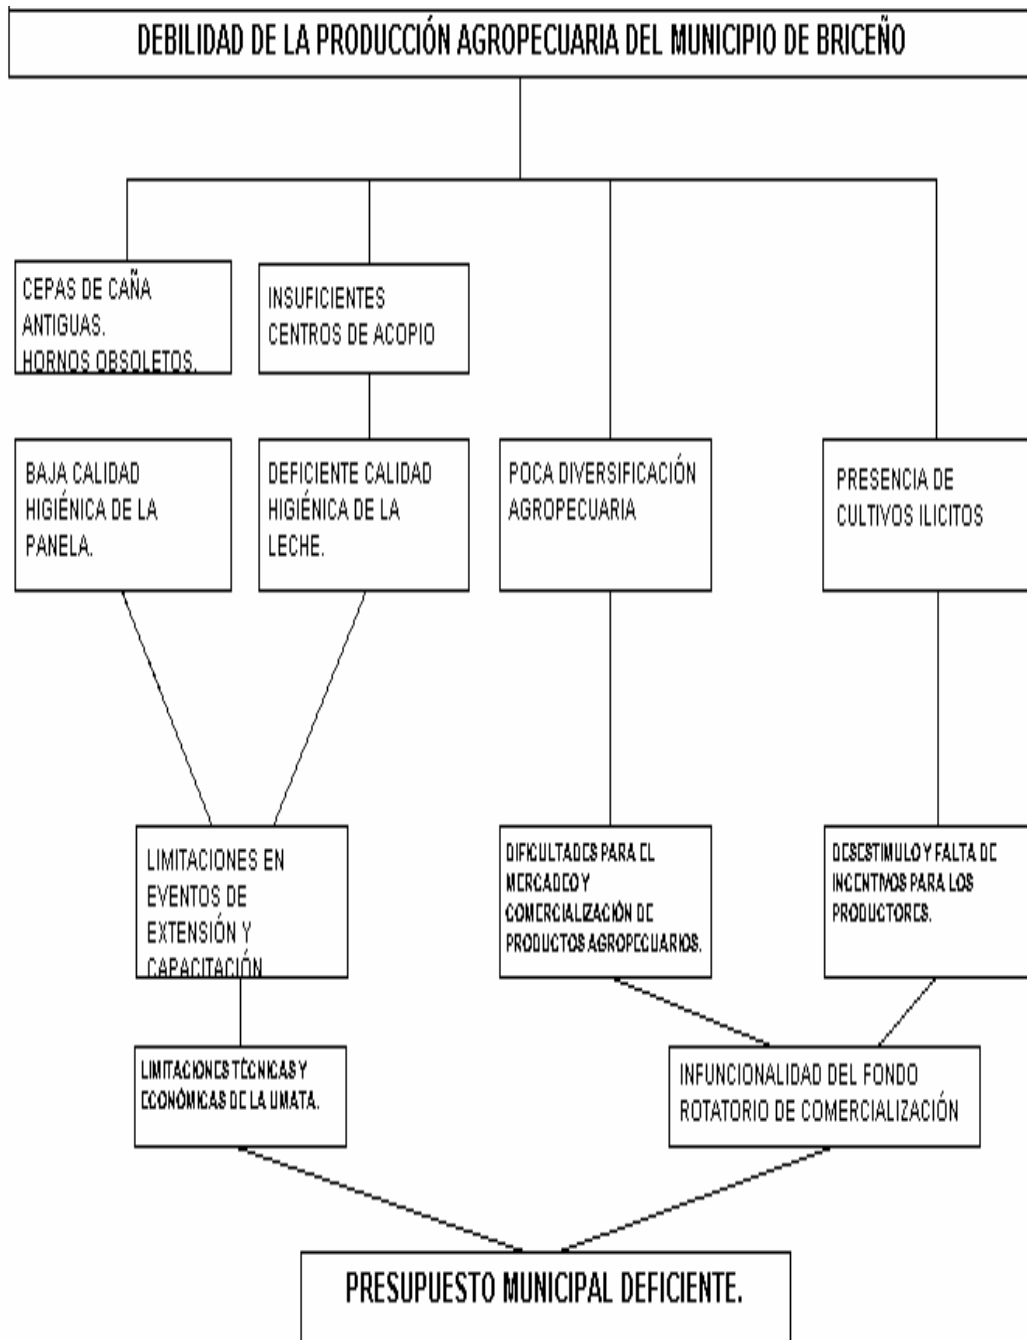 DEBILIDAD DE LA PRODUCCIÓN AGROPECUARIA DEL MUNICIPIO DE BRICEÑO
CEPAS DE CAÑA
ANTIGUAS.
HORNOS OBSOLETOS.
INSUFICIENTES
CENTROS DE ACOPIO
BAJA CALIDAD
HIGIÉNICA DE LA
PANELA.
DEFICIENTE CALIDAD
HIGIÉNICA DE LA
LECHE.
POCA DIVERSIFICACIÓN
AGROPECUARIA
PRESENCIA DE
CULTIVOS ILICITOS
LIMITACIONES EN
EVENTOS DE
EXTENSIÓN Y
CAPACITACIÓN
DIFICULTADES PARA EL
MERCADEO Y
COMERCIALIZACIÓN DE
PRODUCTOS AGROPECUARIOS.
DESESTIMULO Y FALTA DE
INCENTIVOS PARA LOS
PRODUCTORES.
LIMITACIONES TÉCNICAS Y
ECONÓMICAS DE LA UMATA.
INFUNCIONALIDAD DEL FONDO
ROTATORIO DE COMERCIALIZACIÓN
PRESUPUESTO MUNICIPAL DEFICIENTE.